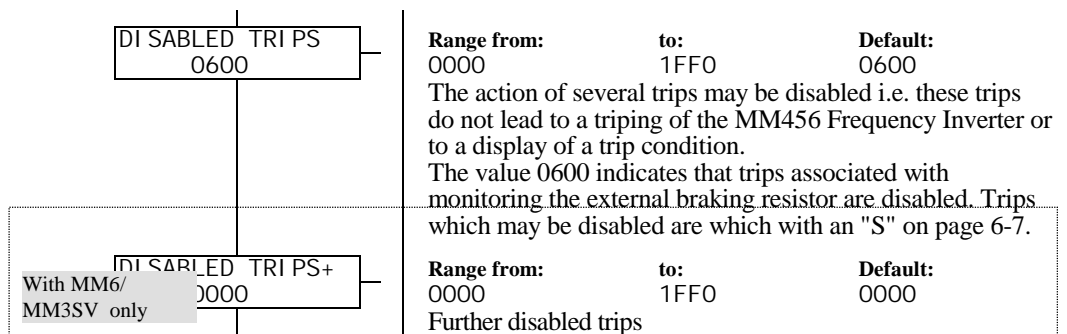 DISABLED TRIPS
0600
Range from: to: Default:
0000 1FF0 0600
The action of several trips may be disabled i.e. these trips
do not lead to a triping of the MM456 Frequency Inverter or
to a display of a trip condition.
The value 0600 indicates that trips associated with
monitoring the external braking resistor are disabled. Trips
which may be disabled are which with an "S" on page 6-7.
DISABLED TRIPS+
0000
With MM6/
MM3SV only
Range from: to: Default:
0000 1FF0 0000
Further disabled trips